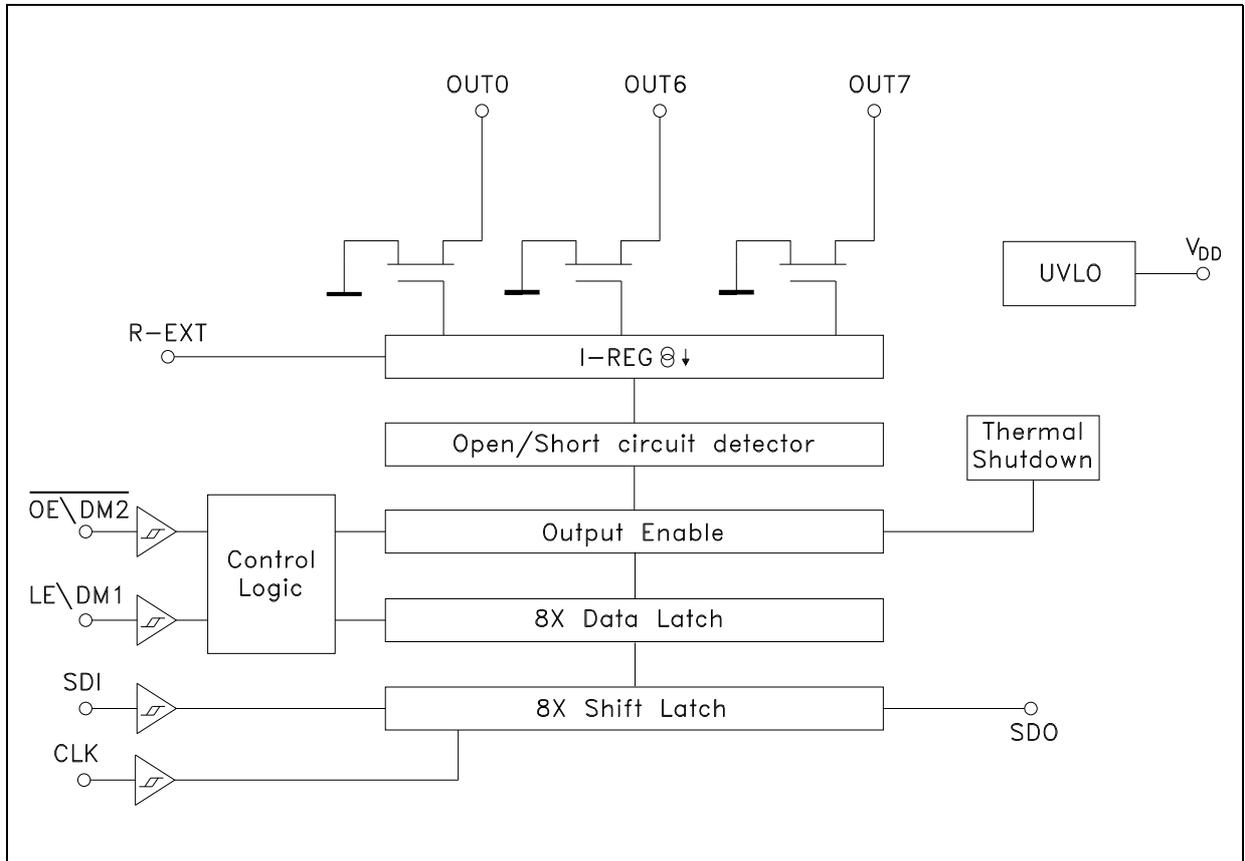 OUT0 OUT6 OUT7
UVLO
VDD
R-EXT
I-REG
Open/Short circuit detector
Thermal
Shutdown
OE\DM2
Output Enable
Control
Logic
LE\DM1
8X Data Latch
SDI
8X Shift Latch
SDO
CLK